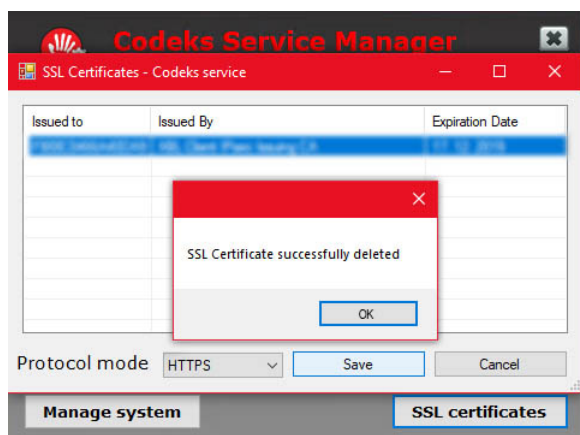 Codeks Service Manager
SSL Certificates - Codeks service
Issued to Issued By Expiration Date
SSL Certificate successfully deleted
OK
Protocol mode HTTPS Save Cancel
Manage system SSL certificates